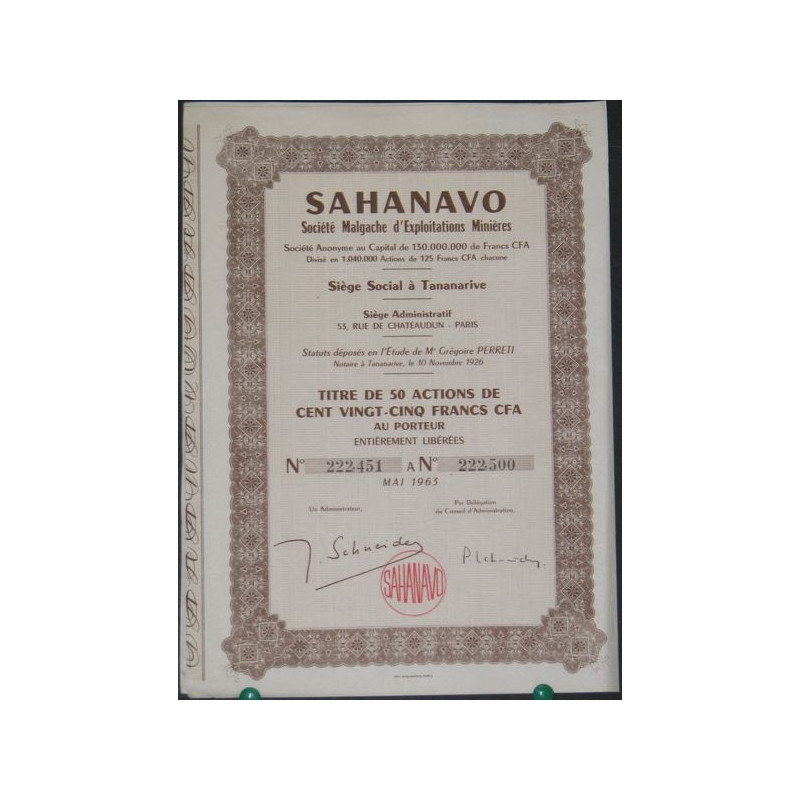 SAHANAVO
Société Malgache d'Exploitations Minières
Société Anonyme au Capital de 130.000.000 de Francs CFA
Divisé en 1.040.000 Actions de 125 Francs CFA chacune
Siège Social à Tananarive
Siège Administratif
53, RUE DE CHATEAUDUN - PARIS
Statuts déposés en l'Étude de Me Grégoire PERRETI
Notaire à Tananarive, le 10 Novembre 1926
TITRE DE 50 ACTIONS DE
CENT VINGT-CINQ FRANCS CFA
AU PORTEUR
ENTIÈREMENT LIBÉRÉES
No 222451 A No 222500
MAI 1963
Un Administrateur,
Par Délégation
du Conseil d'Administration,
J. Schneider
SAHANAVO